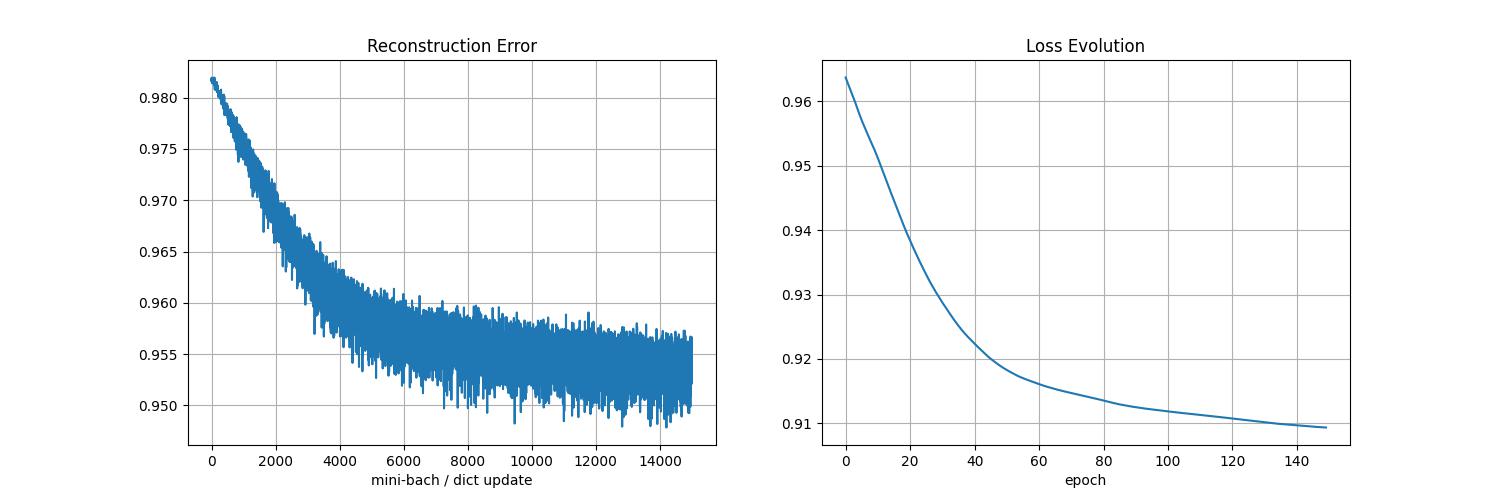 Reconstruction Error
0.980
0.975
0.970
0.965
0.960
0.955
0.950
0 2000 4000 6000 8000 10000 12000 14000
mini-bach / dict update
Loss Evolution
0.96
0.95
0.94
0.93
0.92
0.91
0 20 40 60 80 100 120 140
epoch